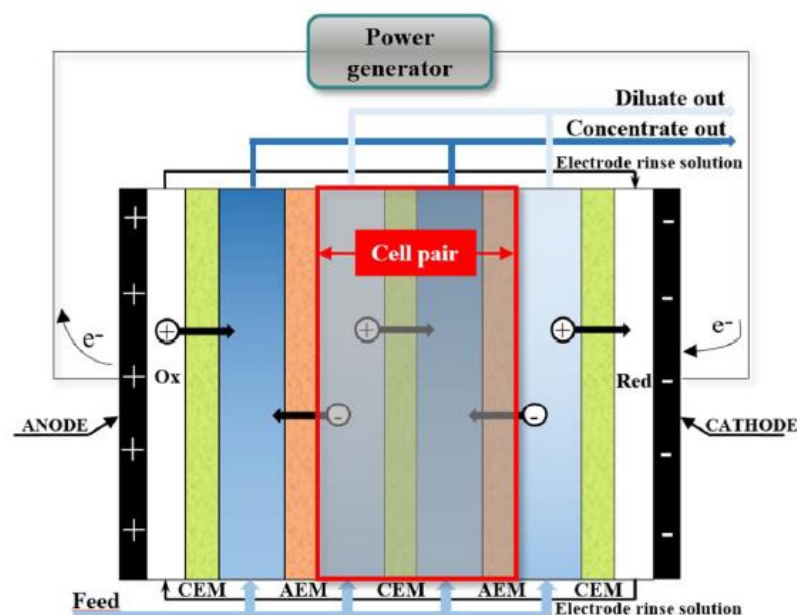 Power
generator
Diluate out
Concentrate out
Electrode rinse solution
Cell pair
+
+
+
+
+
+
+
+
-
-
-
-
-
-
e-
e-
Ox
Red
ANODE
CATHODE
CEM
AEM
CEM
AEM
CEM
Feed
Electrode rinse solution